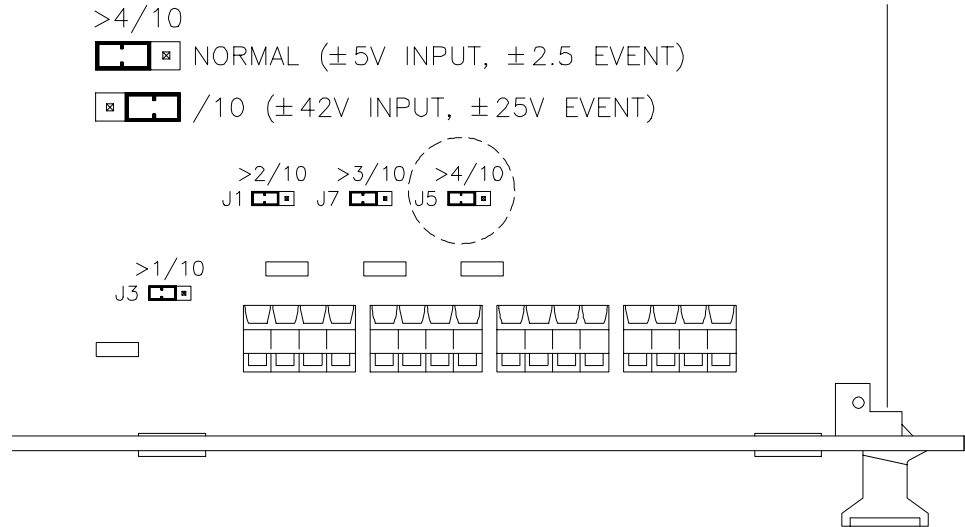 >4/10
NORMAL (±5V INPUT, ±2.5 EVENT)
/10 (±42V INPUT, ±25V EVENT)
>2/10 >3/10 >4/10
J1 J7 J5
>1/10
J3